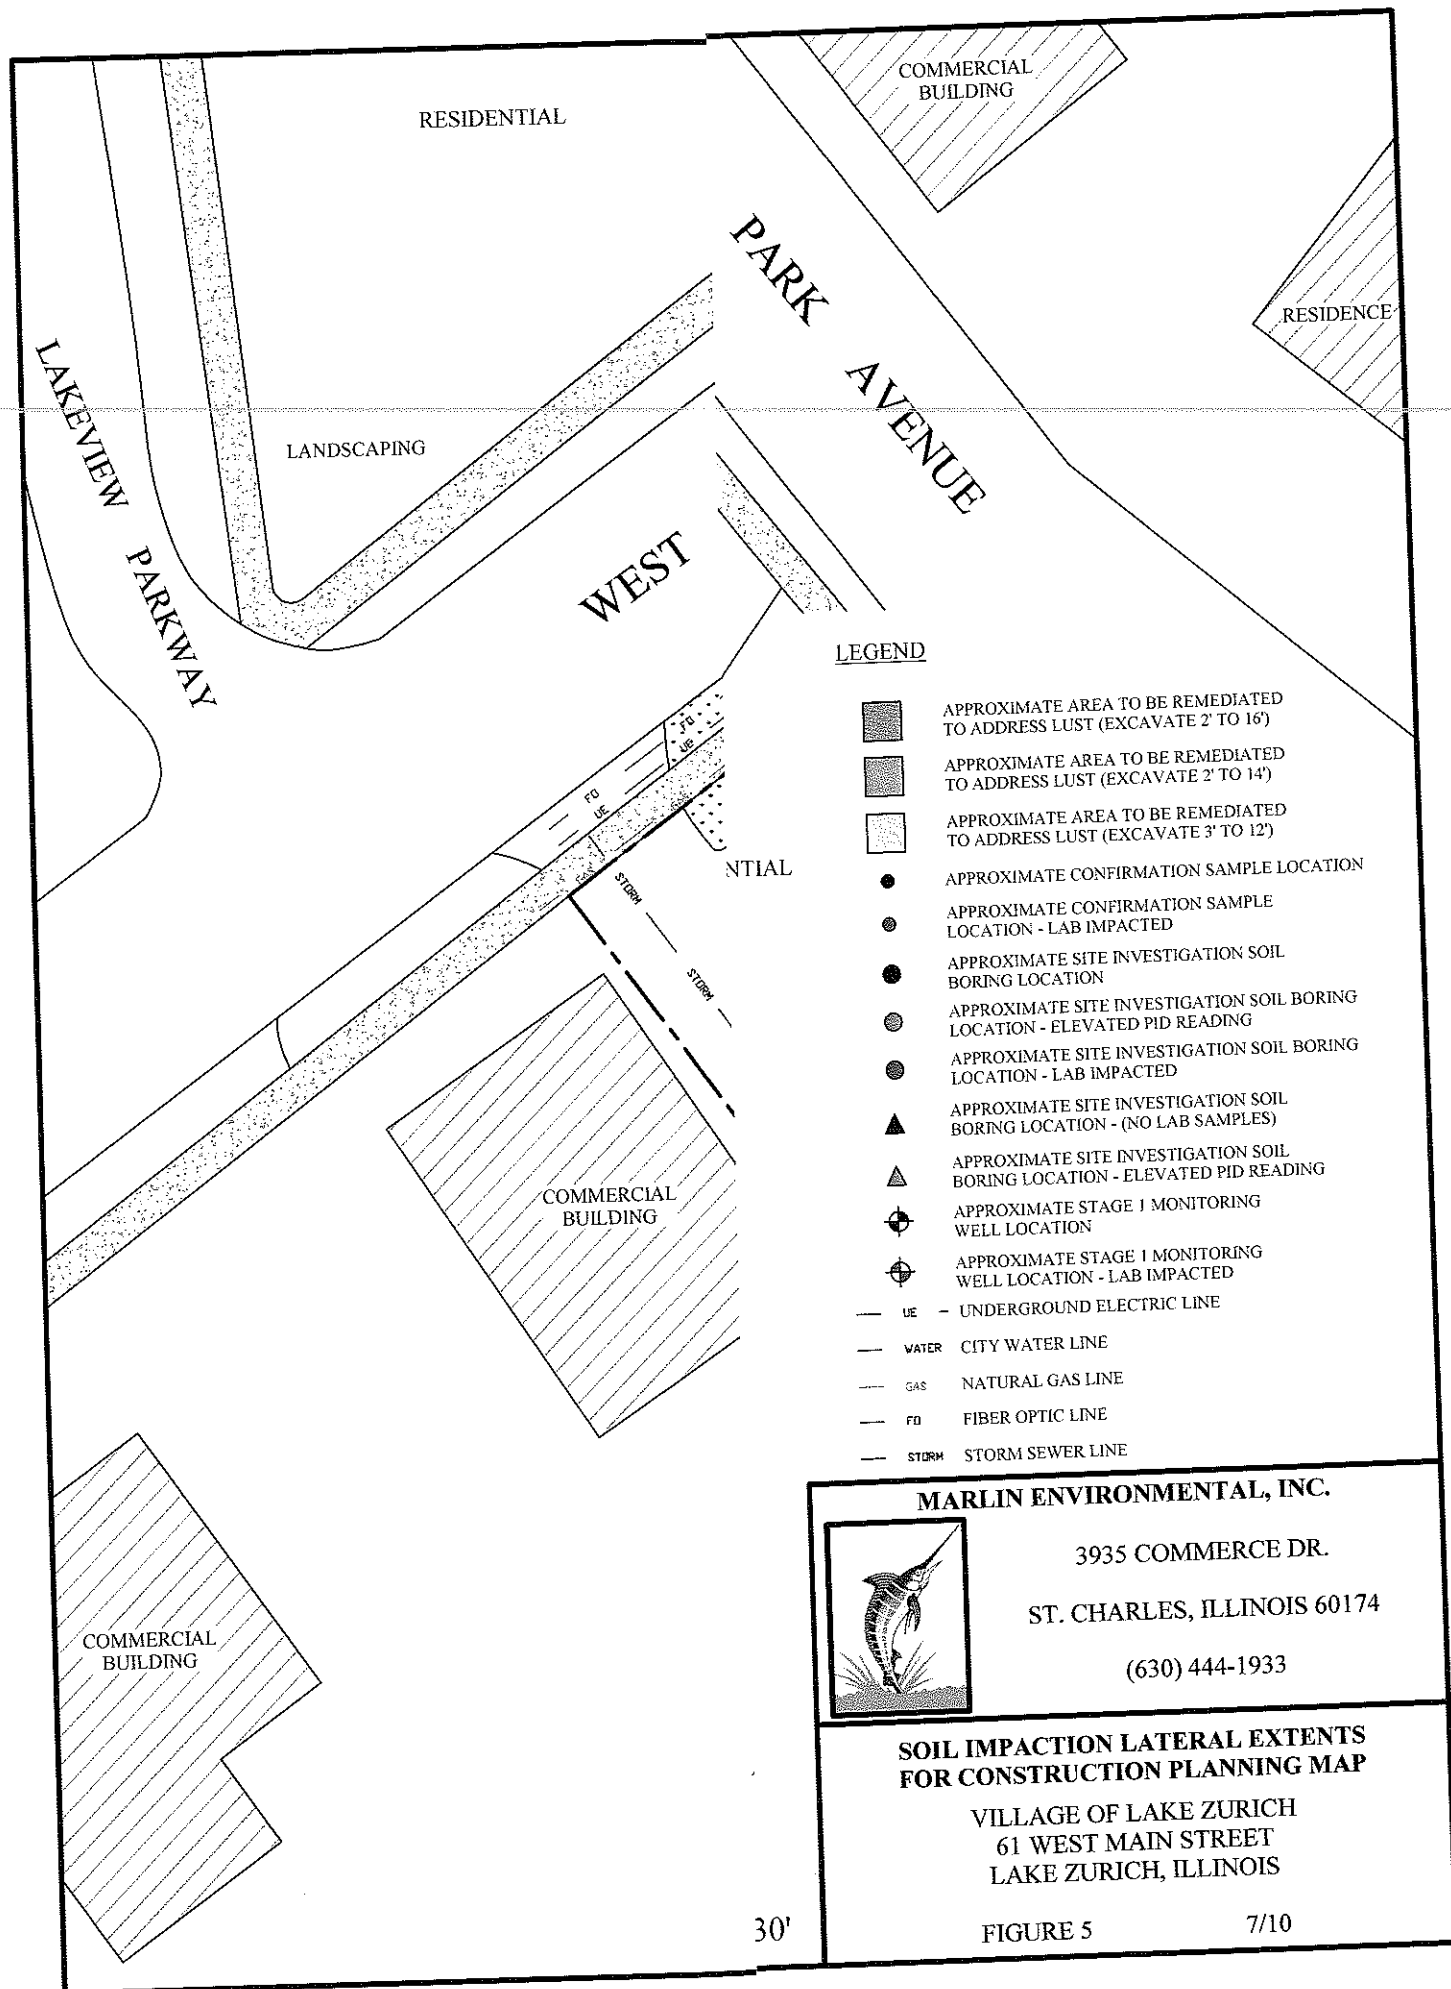 COMMERCIAL
BUILDING
RESIDENTIAL
PARK AVENUE
RESIDENCE
LAKEVIEW PARKWAY
LANDSCAPING
WEST
FO
UE
FO
UE
GAS
GAS
STORM
STORM
NTIAL
COMMERCIAL
BUILDING
COMMERCIAL
BUILDING
30'
LEGEND
APPROXIMATE AREA TO BE REMEDIATED
TO ADDRESS LUST (EXCAVATE 2' TO 16')
APPROXIMATE AREA TO BE REMEDIATED
TO ADDRESS LUST (EXCAVATE 2' TO 14')
APPROXIMATE AREA TO BE REMEDIATED
TO ADDRESS LUST (EXCAVATE 3' TO 12')
APPROXIMATE CONFIRMATION SAMPLE LOCATION
APPROXIMATE CONFIRMATION SAMPLE
LOCATION - LAB IMPACTED
APPROXIMATE SITE INVESTIGATION SOIL
BORING LOCATION
APPROXIMATE SITE INVESTIGATION SOIL BORING
LOCATION - ELEVATED PID READING
APPROXIMATE SITE INVESTIGATION SOIL BORING
LOCATION - LAB IMPACTED
APPROXIMATE SITE INVESTIGATION SOIL
BORING LOCATION - (NO LAB SAMPLES)
APPROXIMATE SITE INVESTIGATION SOIL
BORING LOCATION - ELEVATED PID READING
APPROXIMATE STAGE 1 MONITORING
WELL LOCATION
APPROXIMATE STAGE 1 MONITORING
WELL LOCATION - LAB IMPACTED
UE UNDERGROUND ELECTRIC LINE
WATER CITY WATER LINE
GAS NATURAL GAS LINE
FO FIBER OPTIC LINE
STORM STORM SEWER LINE
MARLIN ENVIRONMENTAL, INC.
3935 COMMERCE DR.
ST. CHARLES, ILLINOIS 60174
(630) 444-1933
SOIL IMPACTION LATERAL EXTENTS
FOR CONSTRUCTION PLANNING MAP
VILLAGE OF LAKE ZURICH
61 WEST MAIN STREET
LAKE ZURICH, ILLINOIS
FIGURE 5 7/10